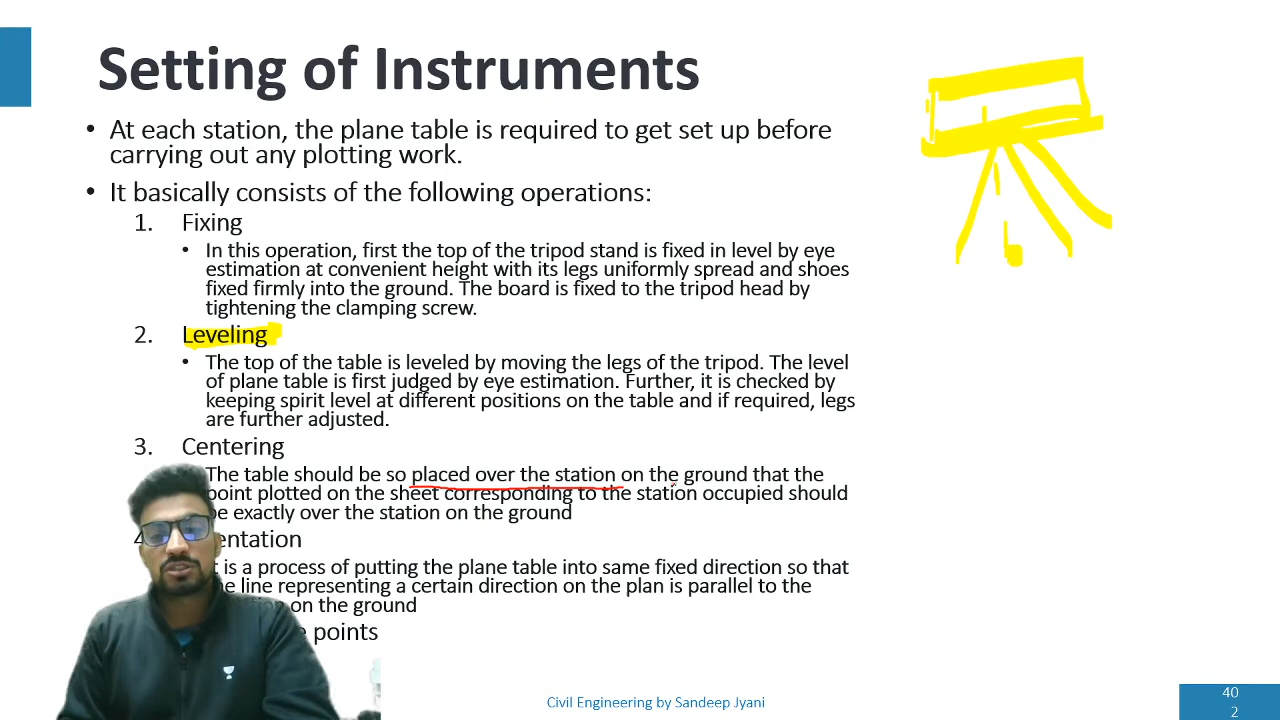 Setting of Instruments
• At each station, the plane table is required to get set up before
carrying out any plotting work.
• It basically consists of the following operations:
1. Fixing
• In this operation, first the top of the tripod stand is fixed in level by eye
estimation at convenient height with its legs uniformly spread and shoes
fixed firmly into the ground. The board is fixed to the tripod head by
tightening the clamping screw.
2. Leveling
• The top of the table is leveled by moving the legs of the tripod. The level
of plane table is first judged by eye estimation. Further, it is checked by
keeping spirit level at different positions on the table and if required, legs
are further adjusted.
3. Centering
The table should be so placed over the station on the ground that the
point plotted on the sheet corresponding to the station occupied should
be exactly over the station on the ground
4. entation
It is a process of putting the plane table into same fixed direction so that
the line representing a certain direction on the plan is parallel to the
on the ground
points
Civil Engineering by Sandeep Jyani
40
2